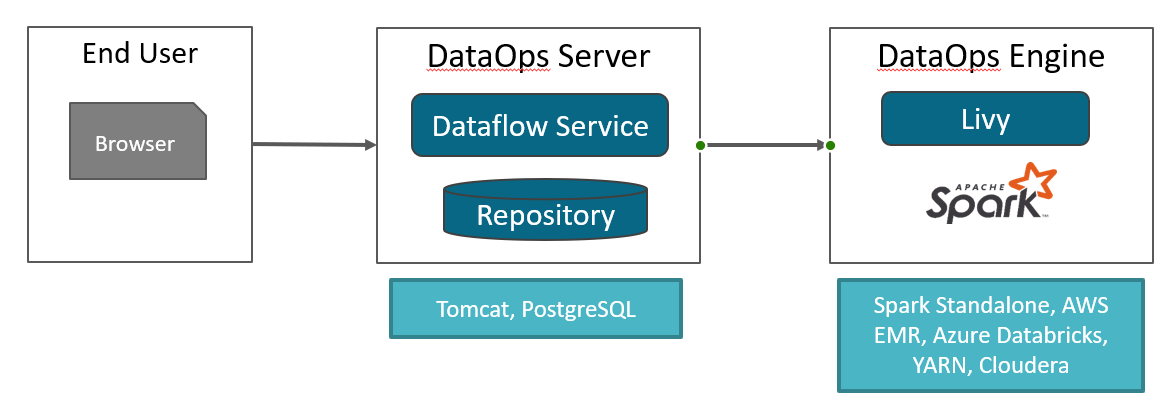 End User
Browser
DataOps Server
Dataflow Service
Repository
Tomcat, PostgreSQL
DataOps Engine
Livy
APACHE
Spark™
Spark Standalone, AWS
EMR, Azure Databricks,
YARN, Cloudera